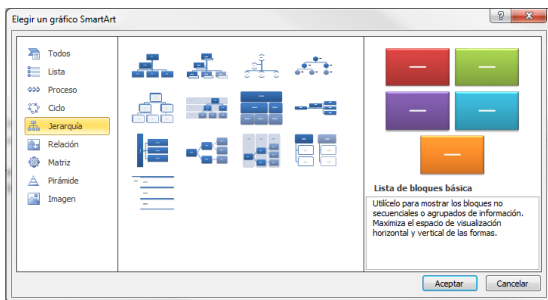 Elegir un gráfico SmartArt
Todos
Lista
Proceso
Ciclo
Jerarquía
Relación
Matriz
Pirámide
Imagen
Lista de bloques básica
Utilícelo para mostrar los bloques no
secuenciales o agrupados de información.
Maximiza el espacio de visualización
horizontal y vertical de las formas.
Aceptar
Cancelar